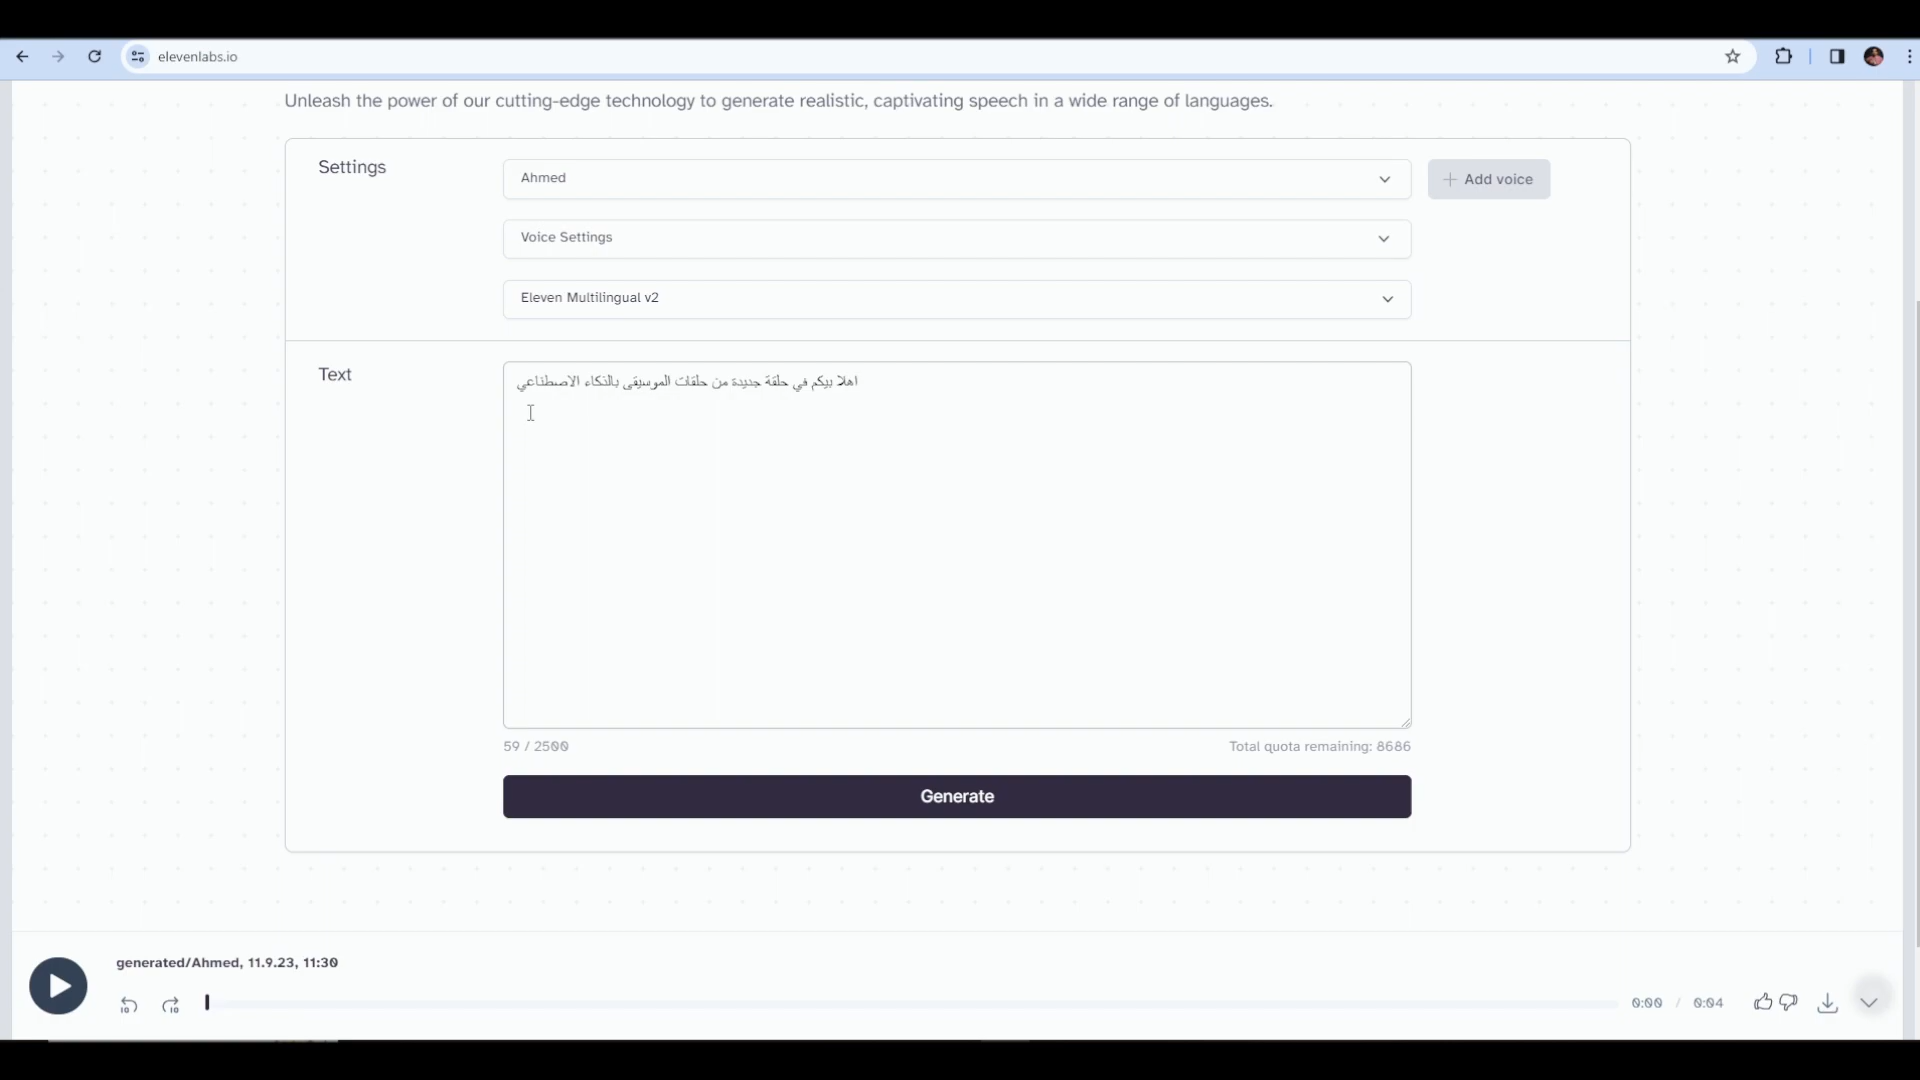 elevenlabs.io
Unleash the power of our cutting-edge technology to generate realistic, captivating speech in a wide range of languages.
Settings
Ahmed
Add voice
Voice Settings
Eleven Multilingual v2
Text
اهلا بيكم في حلقة جديدة من حلقات الموسيقى بالذكاء الاصطناعي
59 / 2500
Total quota remaining: 8686
Generate
generated/Ahmed, 11.9.23, 11:30
10
10
0:00 / 0:04